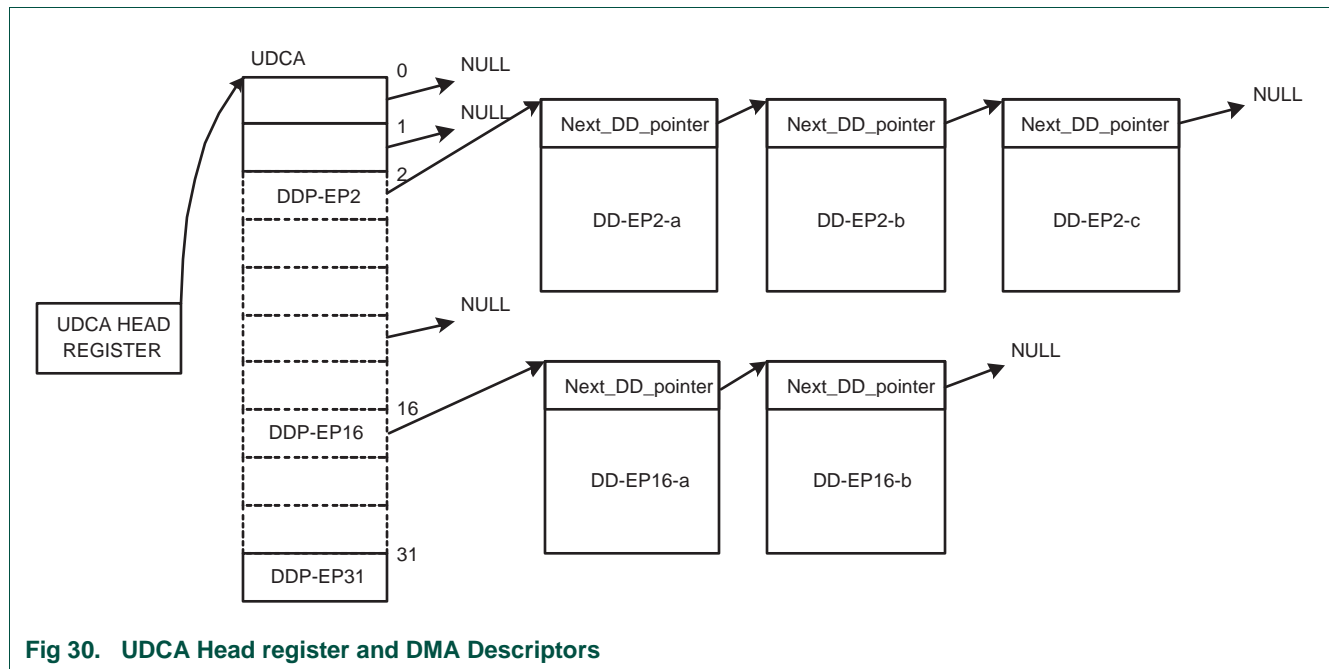 UDCA
0
NULL
NULL
1
2
DDP-EP2
Next_DD_pointer
Next_DD_pointer
Next_DD_pointer
NULL
DD-EP2-a
DD-EP2-b
DD-EP2-c
UDCA HEAD
REGISTER
NULL
16
DDP-EP16
Next_DD_pointer
Next_DD_pointer
NULL
DD-EP16-a
DD-EP16-b
31
DDP-EP31
Fig 30. UDCA Head register and DMA Descriptors